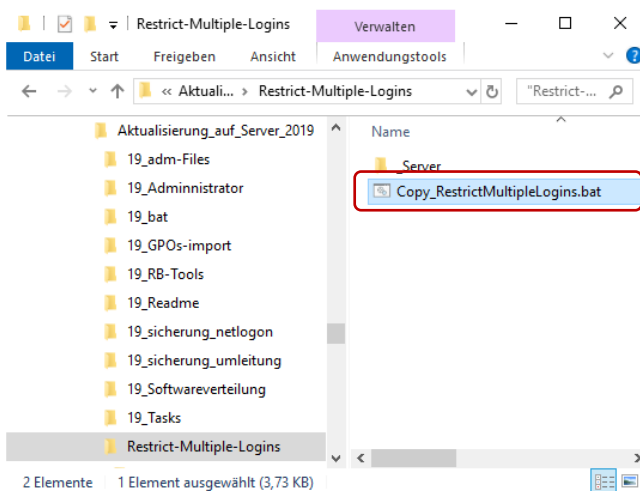 Restrict-Multiple-Logins
Verwalten
Datei Start Freigeben Ansicht Anwendungstools
« Aktuali... > Restrict-Multiple-Logins "Restrict-...
Aktualisierung_auf_Server_2019
19_adm-Files
19_Adminnistrator
19_bat
19_GPOs-import
19_RB-Tools
19_Readme
19_sicherung_netlogon
19_sicherung_umleitung
19_Softwareverteilung
19_Tasks
Restrict-Multiple-Logins
Name
_Server
Copy_RestrictMultipleLogins.bat
2 Elemente 1 Element ausgewählt (3,73 KB)